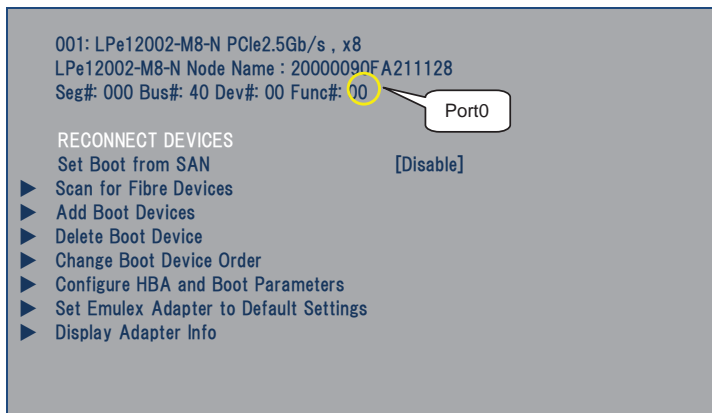 001: LPe12002-M8-N PCIe2.5Gb/s , x8
LPe12002-M8-N Node Name : 20000090FA211128
Seg#: 000 Bus#: 40 Dev#: 00 Func#: 00
Port0
RECONNECT DEVICES
Set Boot from SAN [Disable]
Scan for Fibre Devices
Add Boot Devices
Delete Boot Device
Change Boot Device Order
Configure HBA and Boot Parameters
Set Emulex Adapter to Default Settings
Display Adapter Info